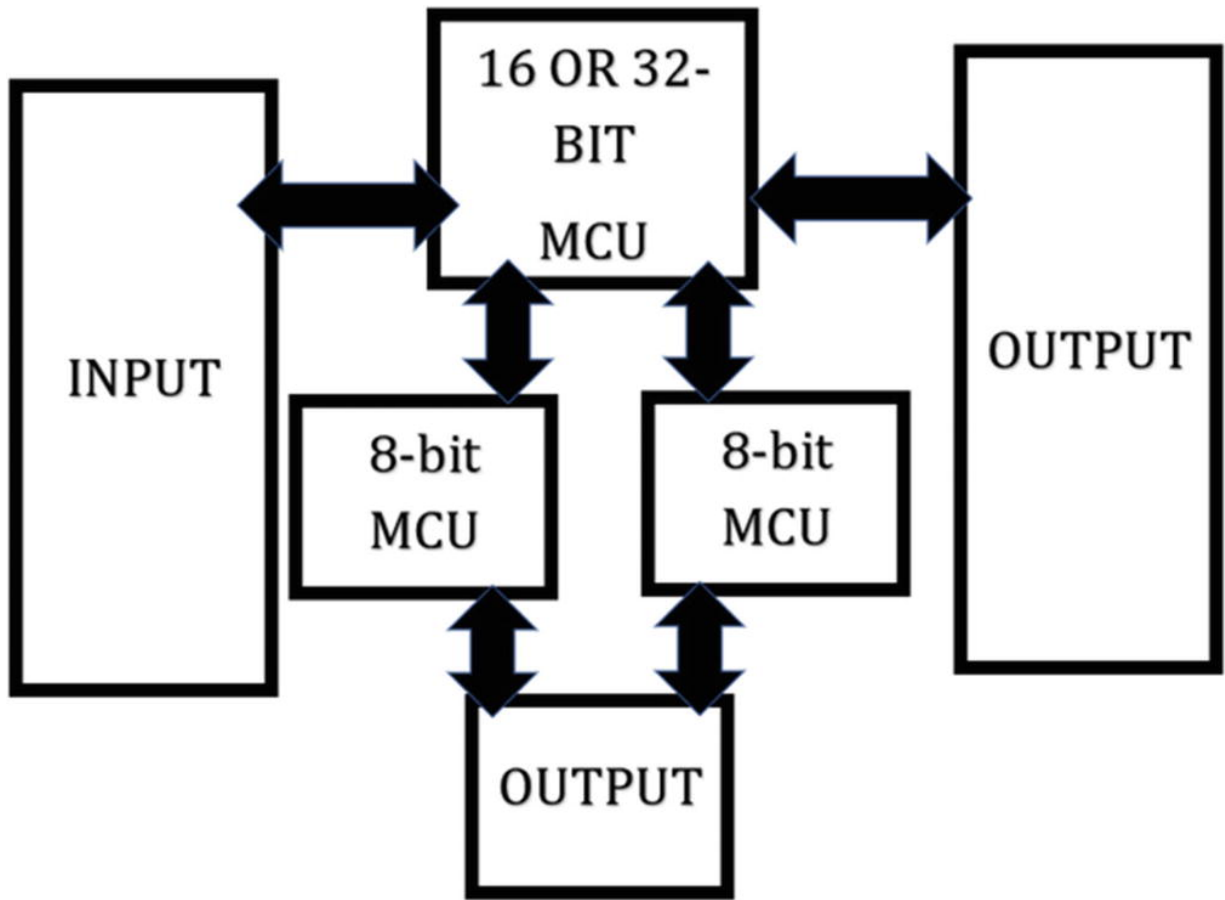 16 OR 32-
BIT
MCU
INPUT
OUTPUT
8-bit
MCU
8-bit
MCU
OUTPUT